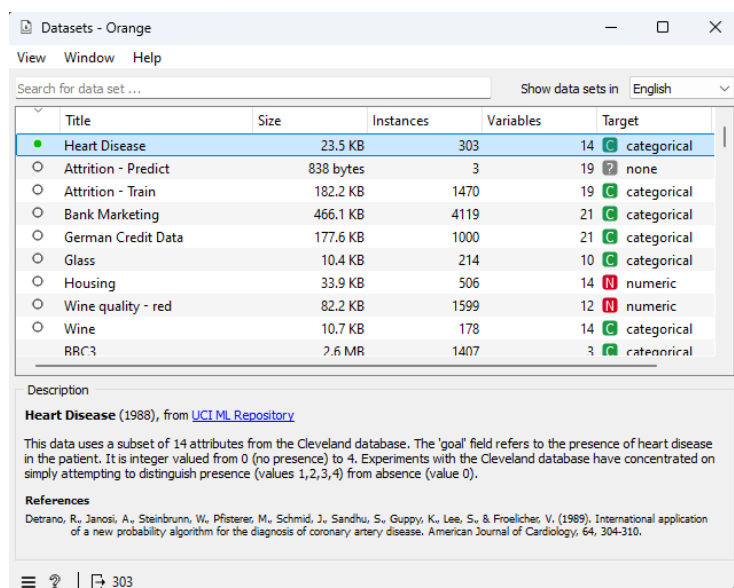 Datasets - Orange
View Window Help
Search for data set ... Show data sets in English
Title Size Instances Variables Target
Heart Disease 23.5 KB 303 14 C categorical
Attrition - Predict 838 bytes 3 19 ? none
Attrition - Train 182.2 KB 1470 19 C categorical
Bank Marketing 466.1 KB 4119 21 C categorical
German Credit Data 177.6 KB 1000 21 C categorical
Glass 10.4 KB 214 10 C categorical
Housing 33.9 KB 506 14 N numeric
Wine quality - red 82.2 KB 1599 12 N numeric
Wine 10.7 KB 178 14 C categorical
BBC3 2.6 MB 1407 3 C categorical
Description
Heart Disease (1988), from UCI ML Repository
This data uses a subset of 14 attributes from the Cleveland database. The 'goal' field refers to the presence of heart disease
in the patient. It is integer valued from 0 (no presence) to 4. Experiments with the Cleveland database have concentrated on
simply attempting to distinguish presence (values 1,2,3,4) from absence (value 0).
References
Detrano, R., Janosi, A., Steinbrunn, W., Pfisterer, M., Schmid, J., Sandhu, S., Guppy, K., Lee, S., & Froelicher, V. (1989). International application
of a new probability algorithm for the diagnosis of coronary artery disease. American Journal of Cardiology, 64, 304-310.
? 303